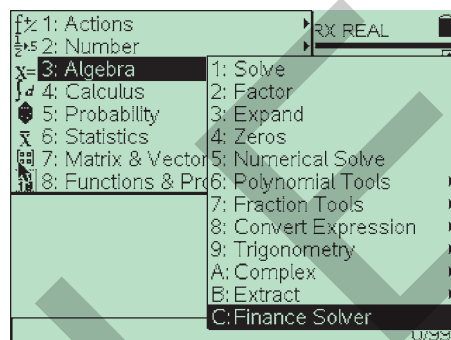 1: Actions
RX REAL
2: Number
3: Algebra
4: Calculus
5: Probability
6: Statistics
7: Matrix & Vector
8: Functions & Pro
1: Solve
2: Factor
3: Expand
4: Zeros
5: Numerical Solve
6: Polynomial Tools
7: Fraction Tools
8: Convert Expression
9: Trigonometry
A: Complex
B: Extract
C: Finance Solver
0/99